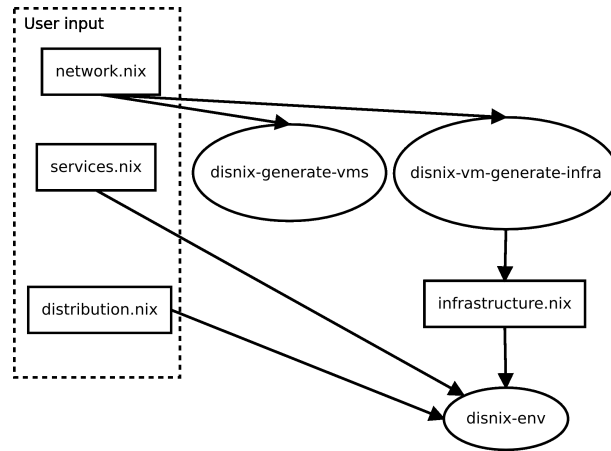 User input
network.nix
services.nix
disnix-generate-vms
disnix-vm-generate-infra
distribution.nix
infrastructure.nix
disnix-env